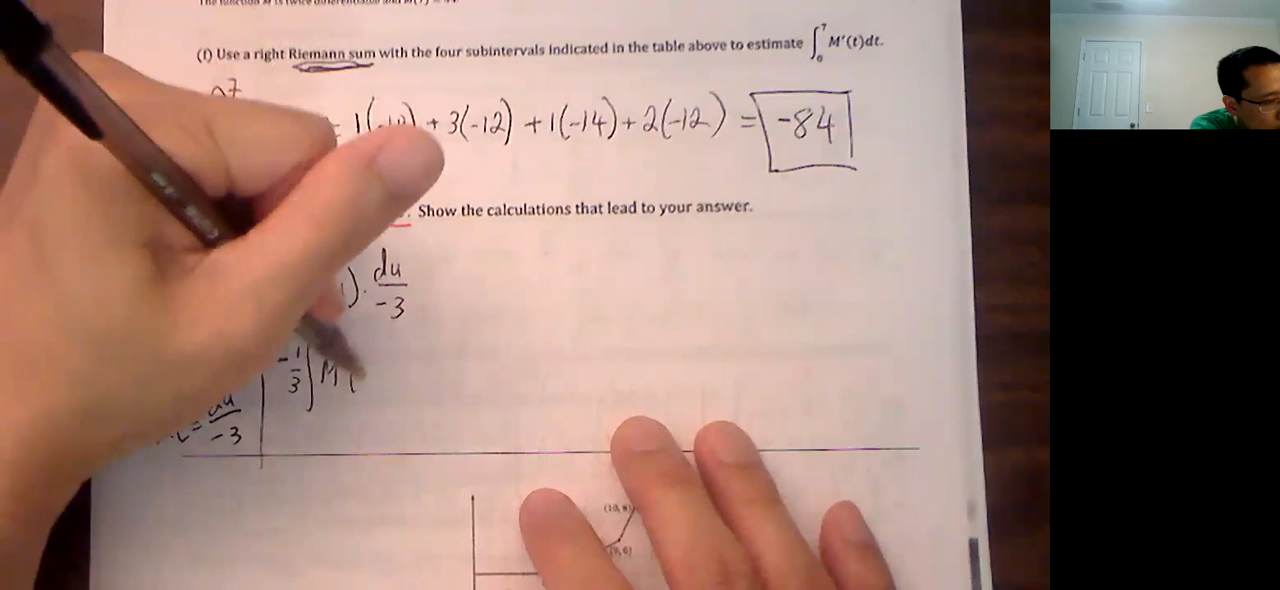 (f) Use a right Riemann sum with the four subintervals indicated in the table above to estimate ∫₀⁷ M'(t)dt.
+ 3(-12) + 1(-14) + 2(-12) = -84
Show the calculations that lead to your answer.
du/-3
-1/3 ∫ M(
= du/-3
(10, 8)